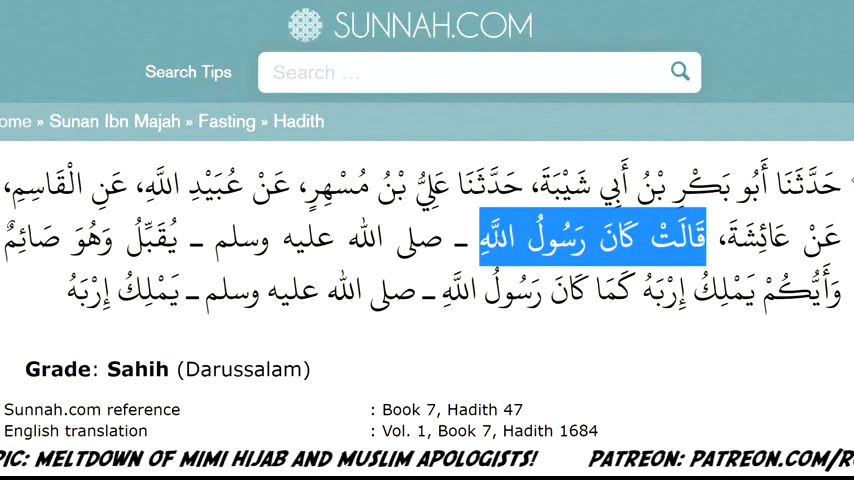 SUNNAH.COM
Search Tips
Search ...
ome » Sunan Ibn Majah » Fasting » Hadith
حَدَّثَنَا أَبُو بَكْرِ بْنُ أَبِي شَيْبَةَ، حَدَّثَنَا عَلِيُّ بْنُ مُسْهِرٍ، عَنْ عُبَيْدِ اللَّهِ، عَنِ الْقَاسِمِ،
عَنْ عَائِشَةَ، قَالَتْ كَانَ رَسُولُ اللَّهِ ـ صلى الله عليه وسلم ـ يُقَبِّلُ وَهُوَ صَائِمٌ
وَأَيُّكُمْ يَمْلِكُ إِرْبَهُ كَمَا كَانَ رَسُولُ اللَّهِ ـ صلى الله عليه وسلم ـ يَمْلِكُ إِرْبَهُ
Grade: Sahih (Darussalam)
Sunnah.com reference : Book 7, Hadith 47
English translation : Vol. 1, Book 7, Hadith 1684
PIC: MELTDOWN OF MIMI HIJAB AND MUSLIM APOLOGISTS! PATREON: PATREON.COM/R